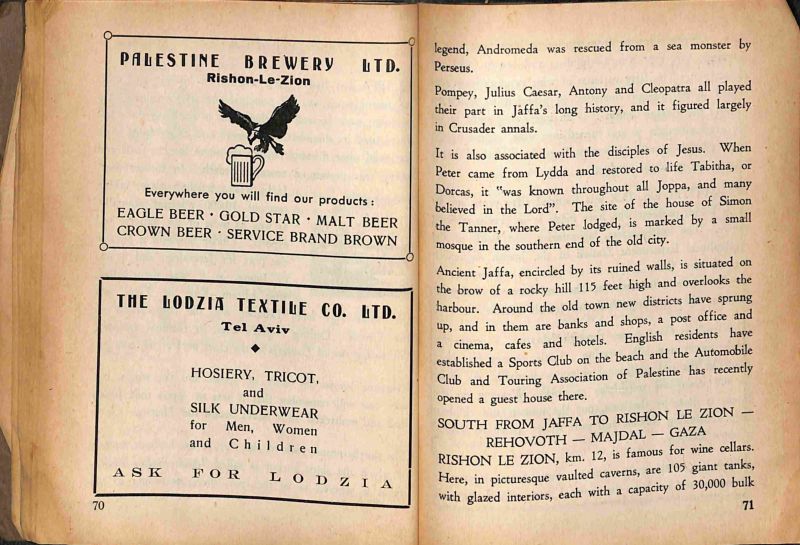 PALESTINE BREWERY LTD.
Rishon-Le-Zion
Everywhere you will find our products :
EAGLE BEER · GOLD STAR · MALT BEER
CROWN BEER · SERVICE BRAND BROWN
THE LODZIA TEXTILE CO. LTD.
Tel Aviv
HOSIERY, TRICOT,
and
SILK UNDERWEAR
for Men, Women
and Children
ASK FOR LODZIA
70
legend, Andromeda was rescued from a sea monster by
Perseus.
Pompey, Julius Caesar, Antony and Cleopatra all played
their part in Jaffa's long history, and it figured largely
in Crusader annals.
It is also associated with the disciples of Jesus. When
Peter came from Lydda and restored to life Tabitha, or
Dorcas, it "was known throughout all Joppa, and many
believed in the Lord". The site of the house of Simon
the Tanner, where Peter lodged, is marked by a small
mosque in the southern end of the old city.
Ancient Jaffa, encircled by its ruined walls, is situated on
the brow of a rocky hill 115 feet high and overlooks the
harbour. Around the old town new districts have sprung
up, and in them are banks and shops, a post office and
a cinema, cafes and hotels. English residents have
established a Sports Club on the beach and the Automobile
Club and Touring Association of Palestine has recently
opened a guest house there.
SOUTH FROM JAFFA TO RISHON LE ZION —
REHOVOTH — MAJDAL — GAZA
RISHON LE ZION, km. 12, is famous for wine cellars.
Here, in picturesque vaulted caverns, are 105 giant tanks,
with glazed interiors, each with a capacity of 30,000 bulk
71